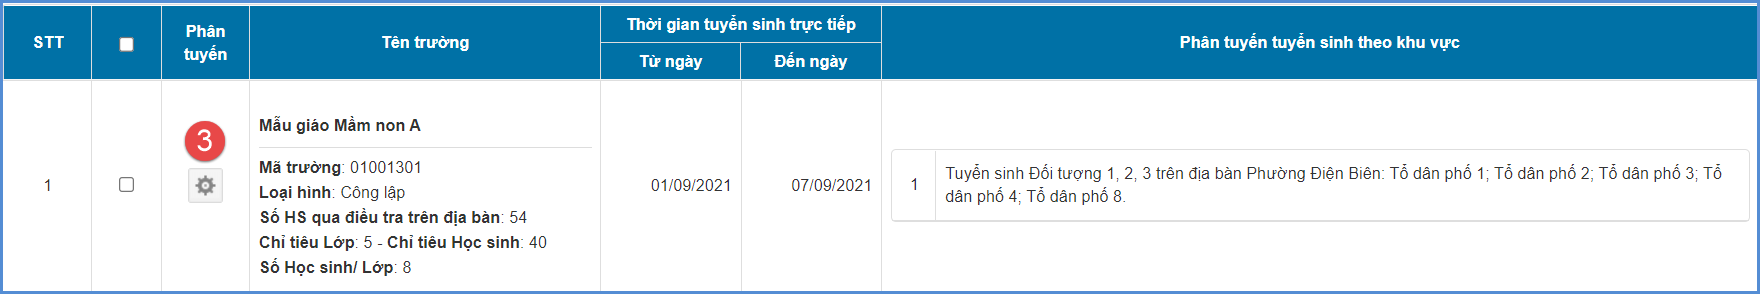 STT
Phân tuyến
Tên trường
Thời gian tuyển sinh trực tiếp
Từ ngày
Đến ngày
Phân tuyến tuyển sinh theo khu vực
1
3
Mẫu giáo Mầm non A
Mã trường: 01001301
Loại hình: Công lập
Số HS qua điều tra trên địa bàn: 54
Chỉ tiêu Lớp: 5 - Chỉ tiêu Học sinh: 40
Số Học sinh/ Lớp: 8
01/09/2021
07/09/2021
1
Tuyển sinh Đối tượng 1, 2, 3 trên địa bàn Phường Điện Biên: Tổ dân phố 1; Tổ dân phố 2; Tổ dân phố 3; Tổ
dân phố 4; Tổ dân phố 8.